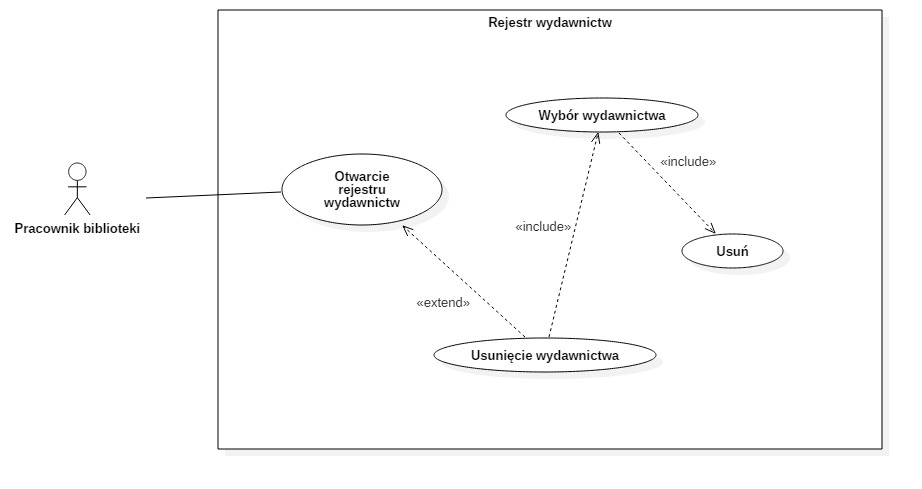 Rejestr wydawnictw
Wybór wydawnictwa
«include»
Otwarcie
rejestru
wydawnictw
Pracownik biblioteki
«include»
Usuń
«extend»
Usunięcie wydawnictwa